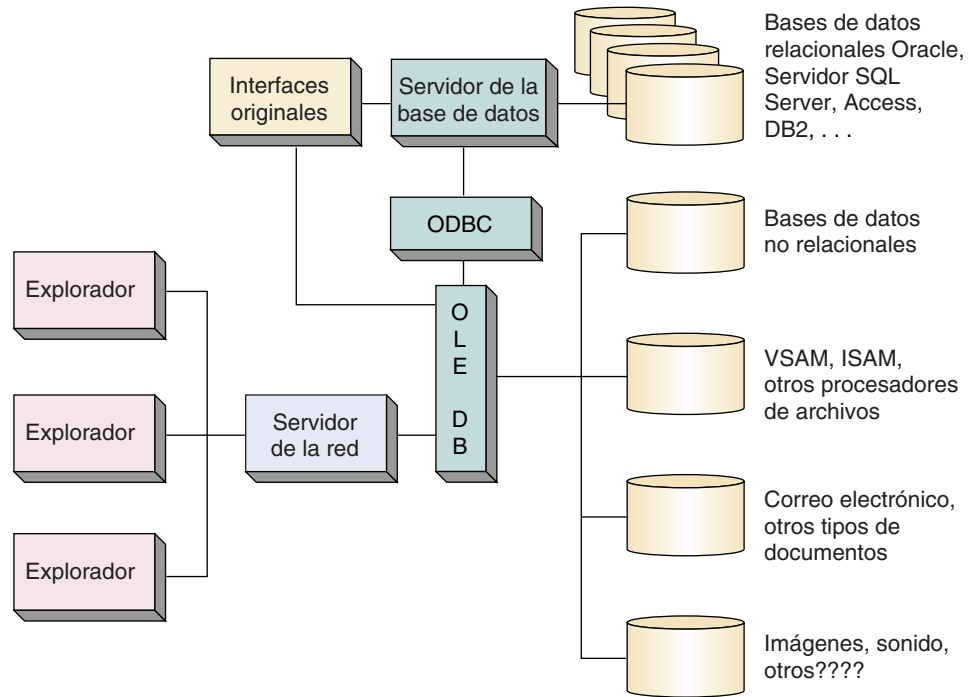 Interfaces
originales
Servidor de la
base de datos
Bases de datos
relacionales Oracle,
Servidor SQL
Server, Access,
DB2, . . .
ODBC
Bases de datos
no relacionales
Explorador
Explorador
Explorador
Servidor
de la red
O
L
E
D
B
VSAM, ISAM,
otros procesadores
de archivos
Correo electrónico,
otros tipos de
documentos
Imágenes, sonido,
otros????